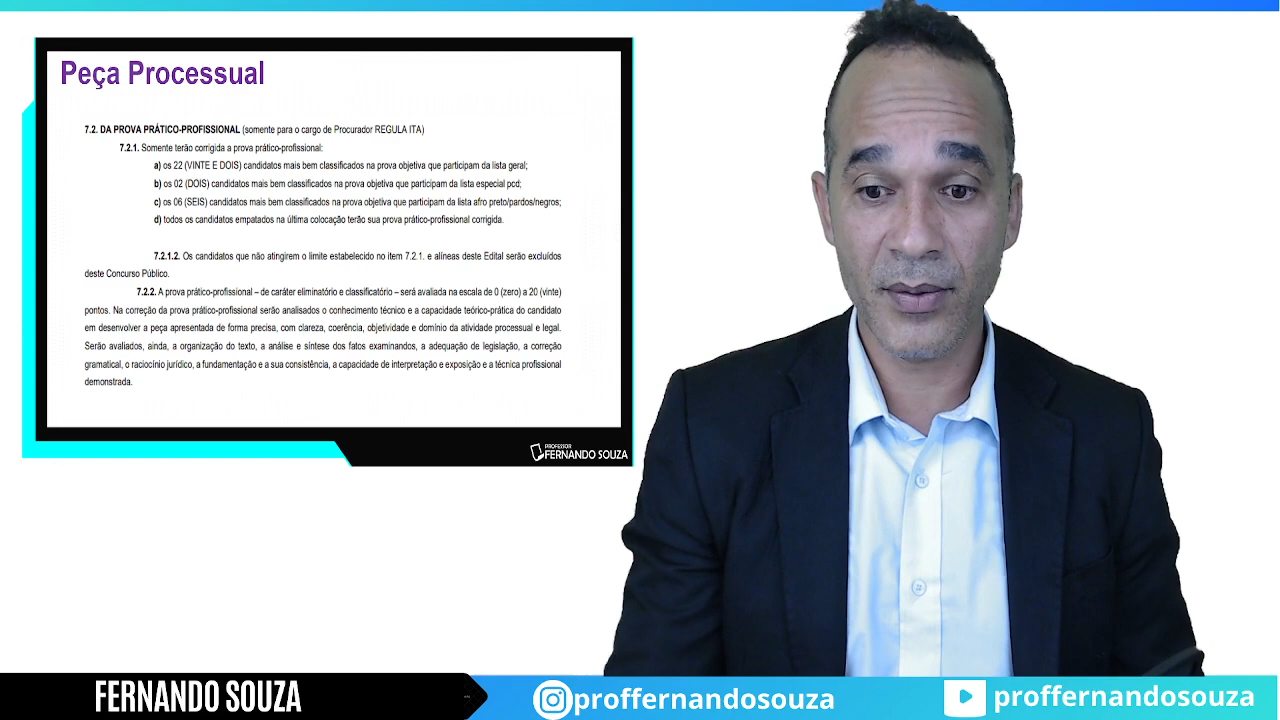 Peça Processual
7.2. DA PROVA PRÁTICO-PROFISSIONAL (somente para o cargo de Procurador REGULA ITA)
7.2.1. Somente terão corrigida a prova prático-profissional:
a) os 22 (VINTE E DOIS) candidatos mais bem classificados na prova objetiva que participam da lista geral;
b) os 02 (DOIS) candidatos mais bem classificados na prova objetiva que participam da lista especial pcd;
c) os 06 (SEIS) candidatos mais bem classificados na prova objetiva que participam da lista afro preto/pardos/negros;
d) todos os candidatos empatados na última colocação terão sua prova prático-profissional corrigida.
7.2.1.2. Os candidatos que não atingirem o limite estabelecido no item 7.2.1. e alíneas deste Edital serão excluídos
deste Concurso Público.
7.2.2. A prova prático-profissional – de caráter eliminatório e classificatório – será avaliada na escala de 0 (zero) a 20 (vinte)
pontos. Na correção da prova prático-profissional serão analisados o conhecimento técnico e a capacidade teórico-prática do candidato
em desenvolver a peça apresentada de forma precisa, com clareza, coerência, objetividade e domínio da atividade processual e legal.
Serão avaliados, ainda, a organização do texto, a análise e síntese dos fatos examinandos, a adequação de legislação, a correção
gramatical, o raciocínio jurídico, a fundamentação e a sua consistência, a capacidade de interpretação e exposição e a técnica profissional
demonstrada.
PROFESSOR
FERNANDO SOUZA
FERNANDO SOUZA
proffernandosouza
proffernandosouza